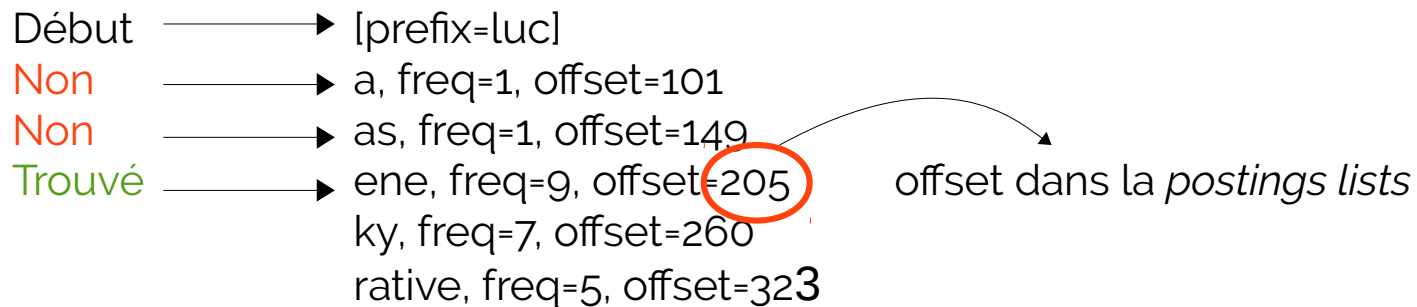 Début [prefix=luc]
Non a, freq=1, offset=101
Non as, freq=1, offset=149
Trouvé ene, freq=9, offset=205 offset dans la postings lists
ky, freq=7, offset=260
rative, freq=5, offset=323